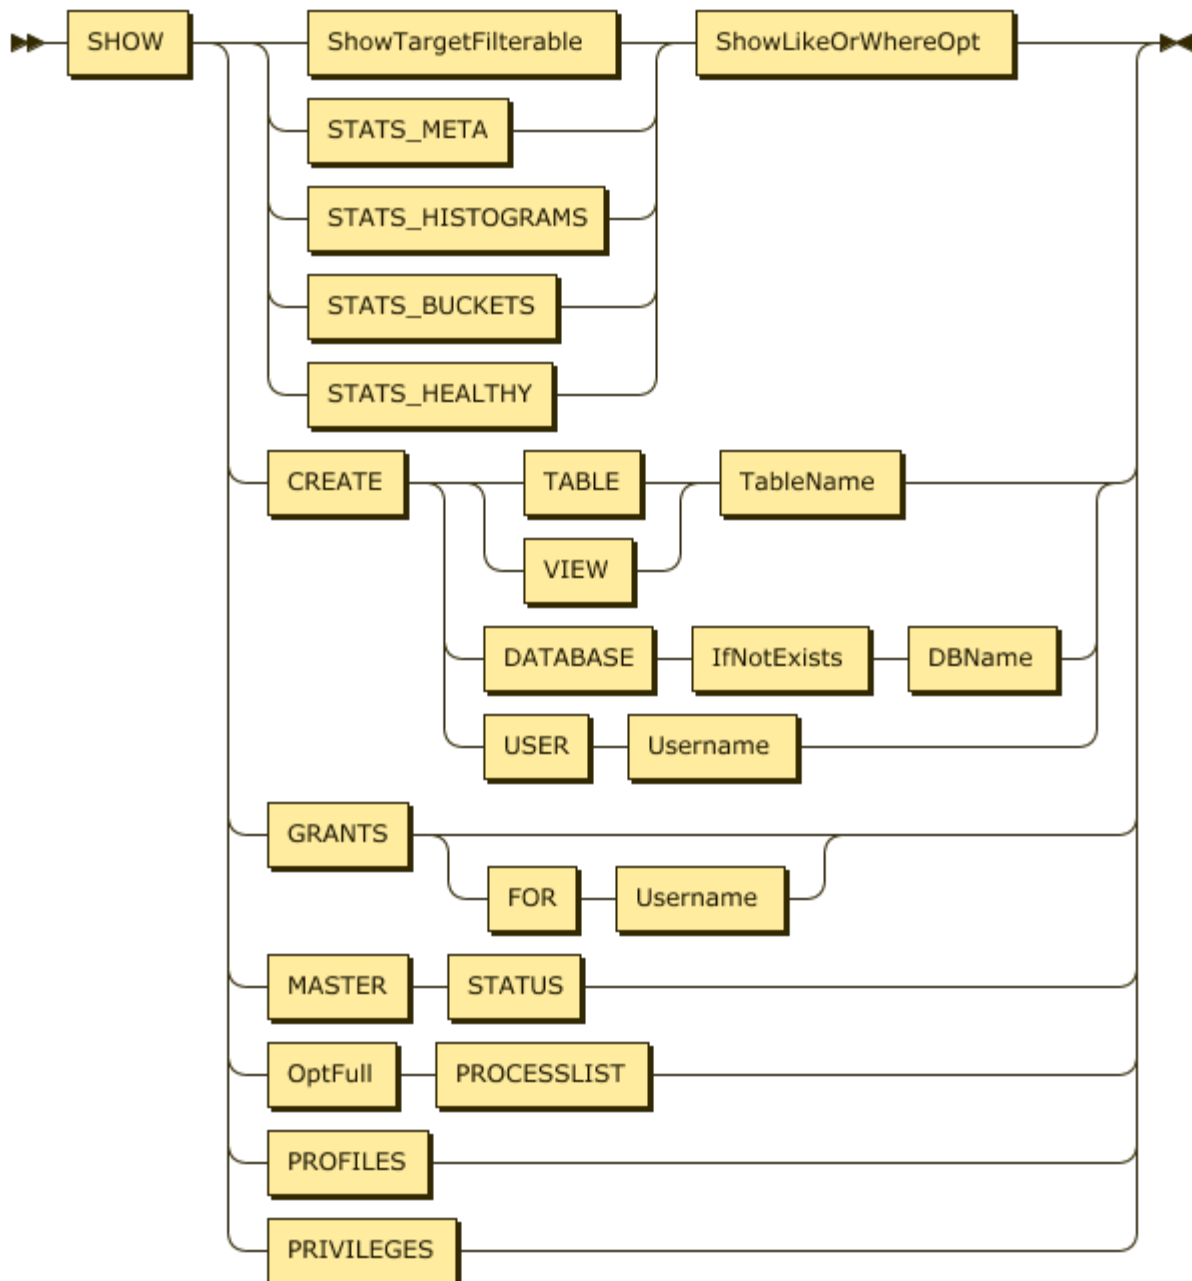 SHOW ShowTargetFilterable ShowLikeOrWhereOpt
STATS_META
STATS_HISTOGRAMS
STATS_BUCKETS
STATS_HEALTHY
CREATE TABLE TableName
VIEW
DATABASE IfNotExists DBName
USER Username
GRANTS
FOR Username
MASTER STATUS
OptFull PROCESSLIST
PROFILES
PRIVILEGES